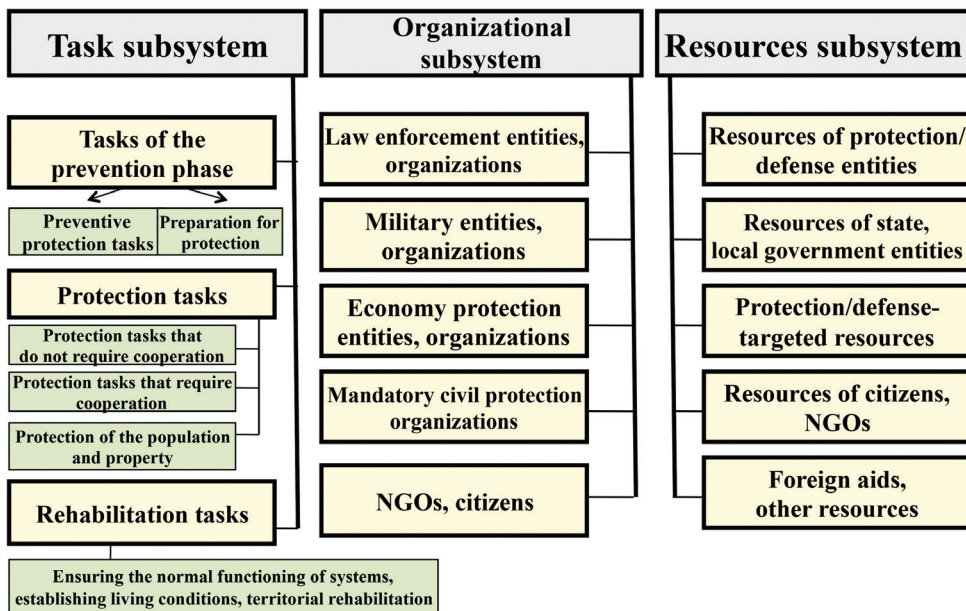 Task subsystem
Tasks of the
prevention phase
Preventive
protection tasks
Preparation for
protection
Protection tasks
Protection tasks that
do not require cooperation
Protection tasks that require
cooperation
Protection of the population
and property
Rehabilitation tasks
Ensuring the normal functioning of systems,
establishing living conditions, territorial rehabilitation
Organizational
subsystem
Law enforcement entities,
organizations
Military entities,
organizations
Economy protection
entities, organizations
Mandatory civil protection
organizations
NGOs, citizens
Resources subsystem
Resources of protection/
defense entities
Resources of state,
local government entities
Protection/defense-
targeted resources
Resources of citizens,
NGOs
Foreign aids,
other resources